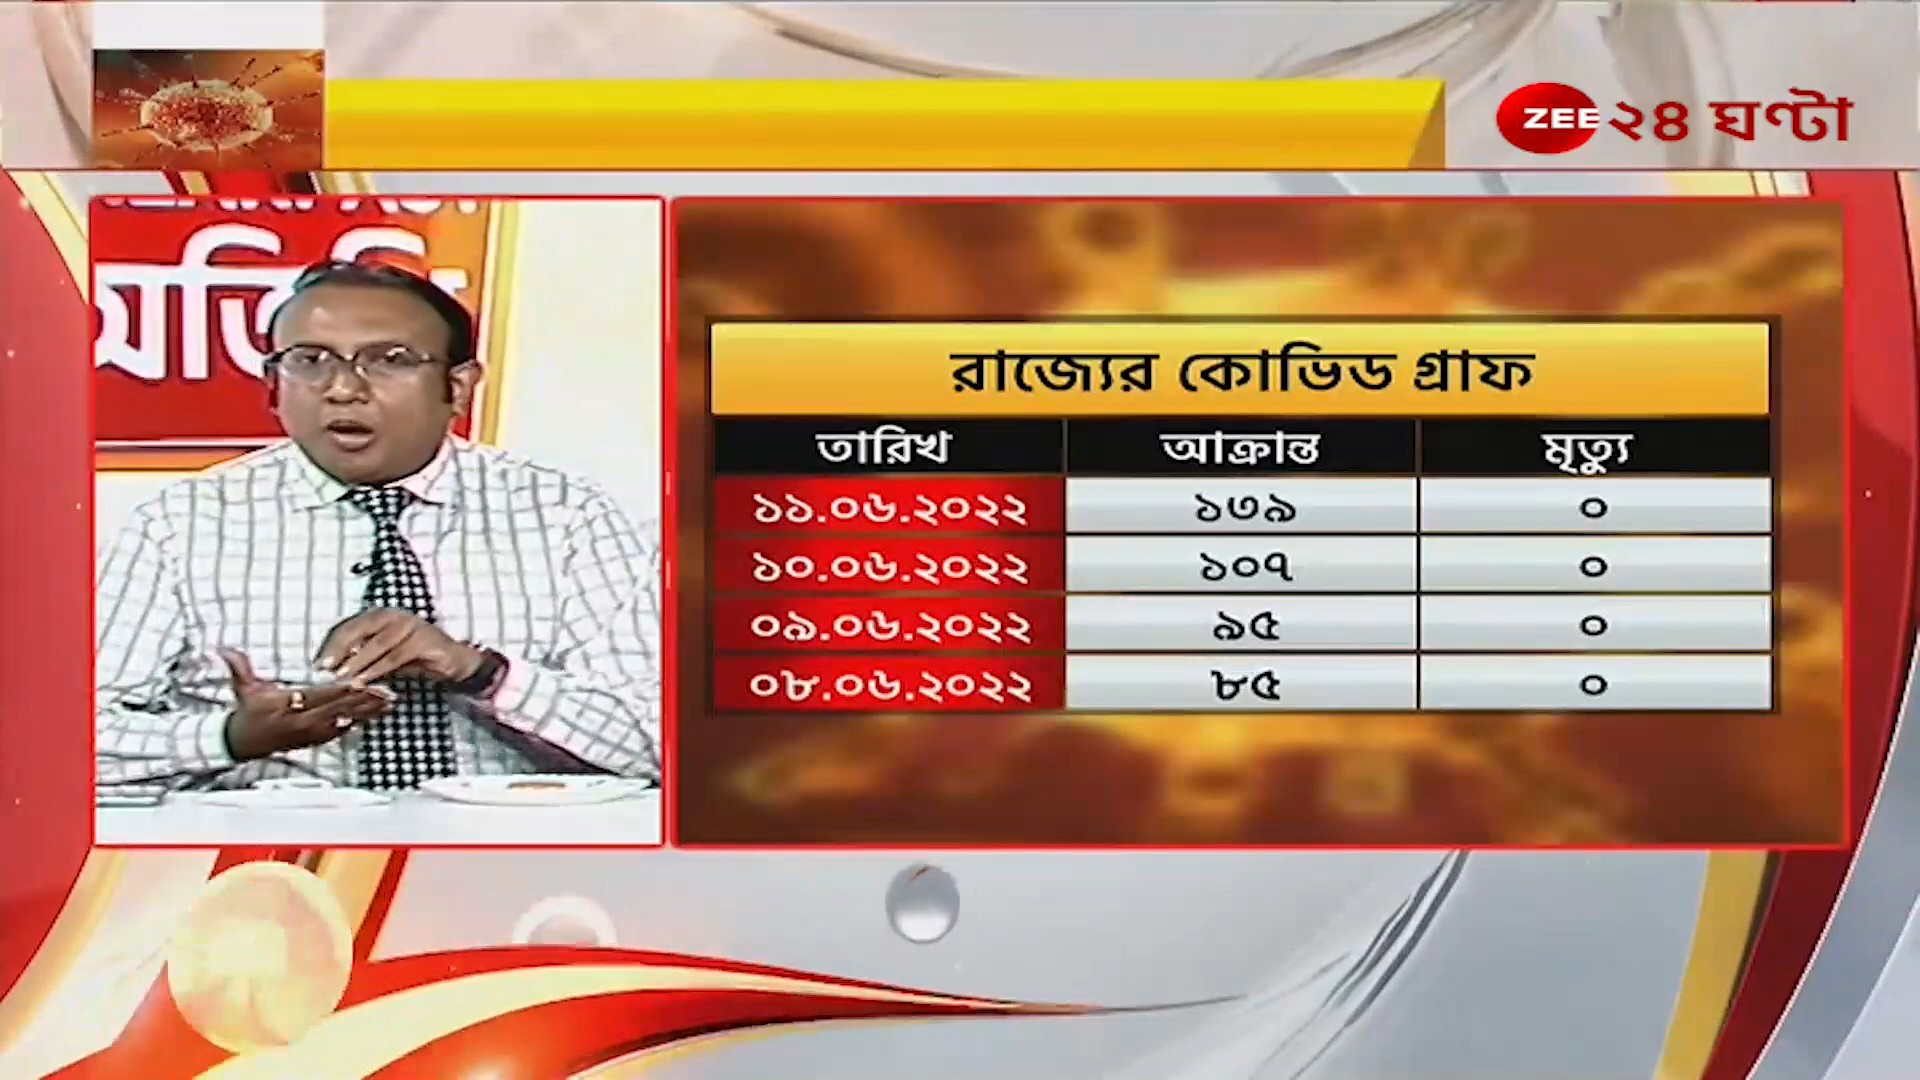 ZEE ২৪ ঘণ্টা
রাজ্যের কোভিড গ্রাফ
তারিখ আক্রান্ত মৃত্যু
১১.০৬.২০২২ ১৩৯ ০
১০.০৬.২০২২ ১০৭ ০
০৯.০৬.২০২২ ৯৫ ০
০৮.০৬.২০২২ ৮৫ ০